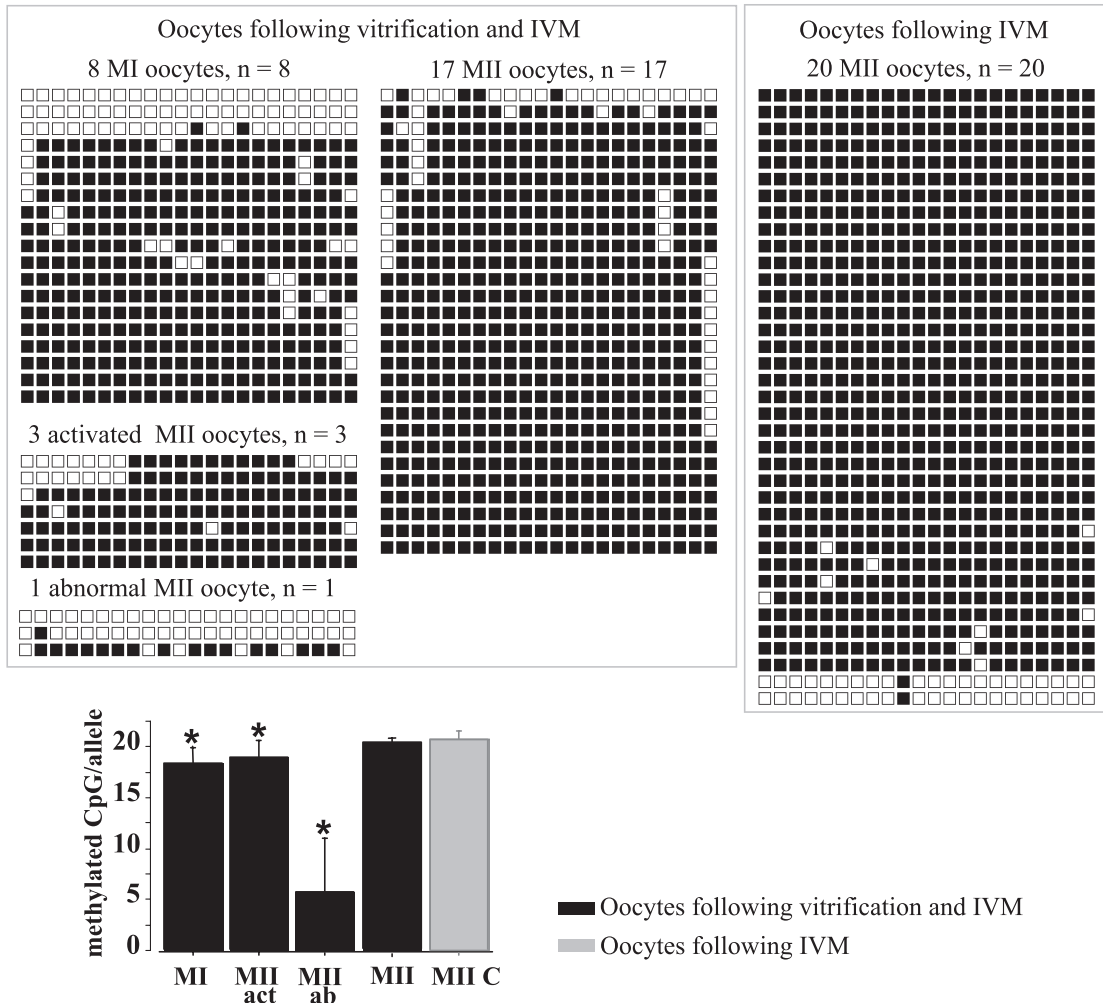 Oocytes following vitrification and IVM
8 MI oocytes, n = 8
17 MII oocytes, n = 17
3 activated MII oocytes, n = 3
1 abnormal MII oocyte, n = 1
Oocytes following IVM
20 MII oocytes, n = 20
methylated CpG/allele
20
15
10
5
0
*
*
*
MI
MII act
MII ab
MII
MII C
Oocytes following vitrification and IVM
Oocytes following IVM